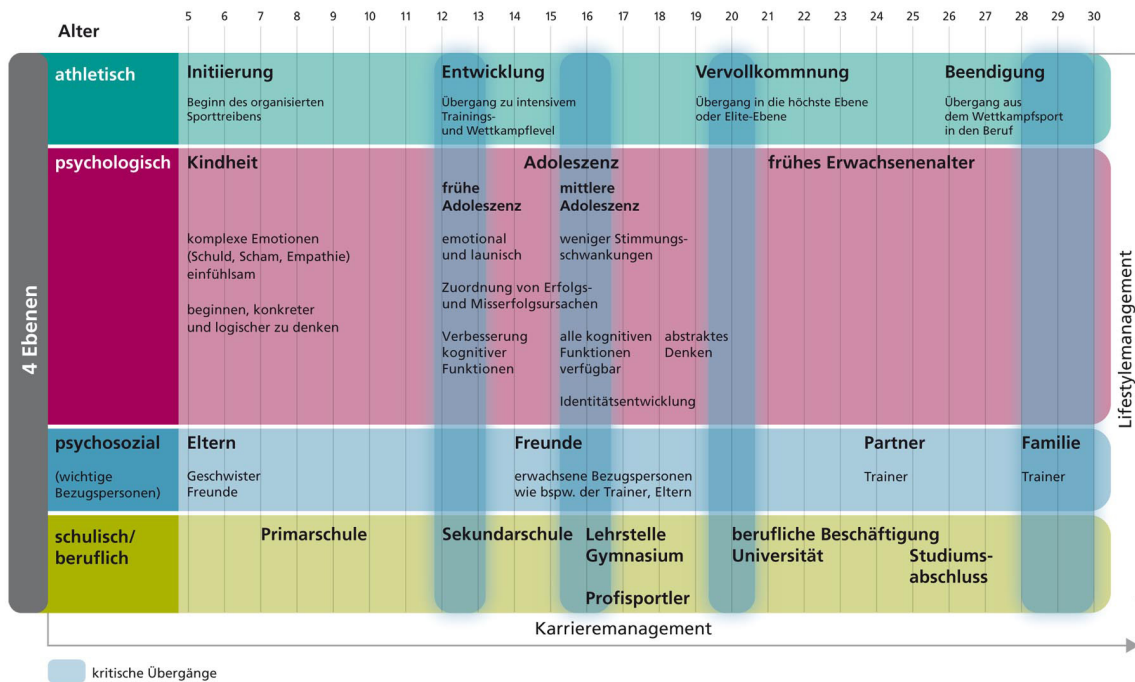 Alter
5 6 7 8 9 10 11 12 13 14 15 16 17 18 19 20 21 22 23 24 25 26 27 28 29 30
4 Ebenen
athletisch
Initiierung
Beginn des organisierten
Sporttreibens
Entwicklung
Übergang zu intensivem
Trainings-
und Wettkampflevel
Vervollkommnung
Übergang in die höchste Ebene
oder Elite-Ebene
Beendigung
Übergang aus
dem Wettkampfsport
in den Beruf
psychologisch
Kindheit
komplexe Emotionen
(Schuld, Scham, Empathie)
einfühlsam
beginnen, konkreter
und logischer zu denken
Adoleszenz
frühe
Adoleszenz
mittlere
Adoleszenz
emotional
und launisch
weniger Stimmungs-
schwankungen
Zuordnung von Erfolgs-
und Misserfolgsursachen
Verbesserung
kognitiver
Funktionen
alle kognitiven
Funktionen
verfügbar
abstraktes
Denken
Identitätsentwicklung
frühes Erwachsenenalter
psychosozial
(wichtige
Bezugspersonen)
Eltern
Geschwister
Freunde
Freunde
erwachsene Bezugspersonen
wie bspw. der Trainer, Eltern
Partner
Trainer
Familie
Trainer
schulisch/
beruflich
Primarschule
Sekundarschule
Lehrstelle
Gymnasium
Profisportler
berufliche Beschäftigung
Universität
Studiums-
abschluss
Lifestylemanagement
Karrieremanagement
kritische Übergänge